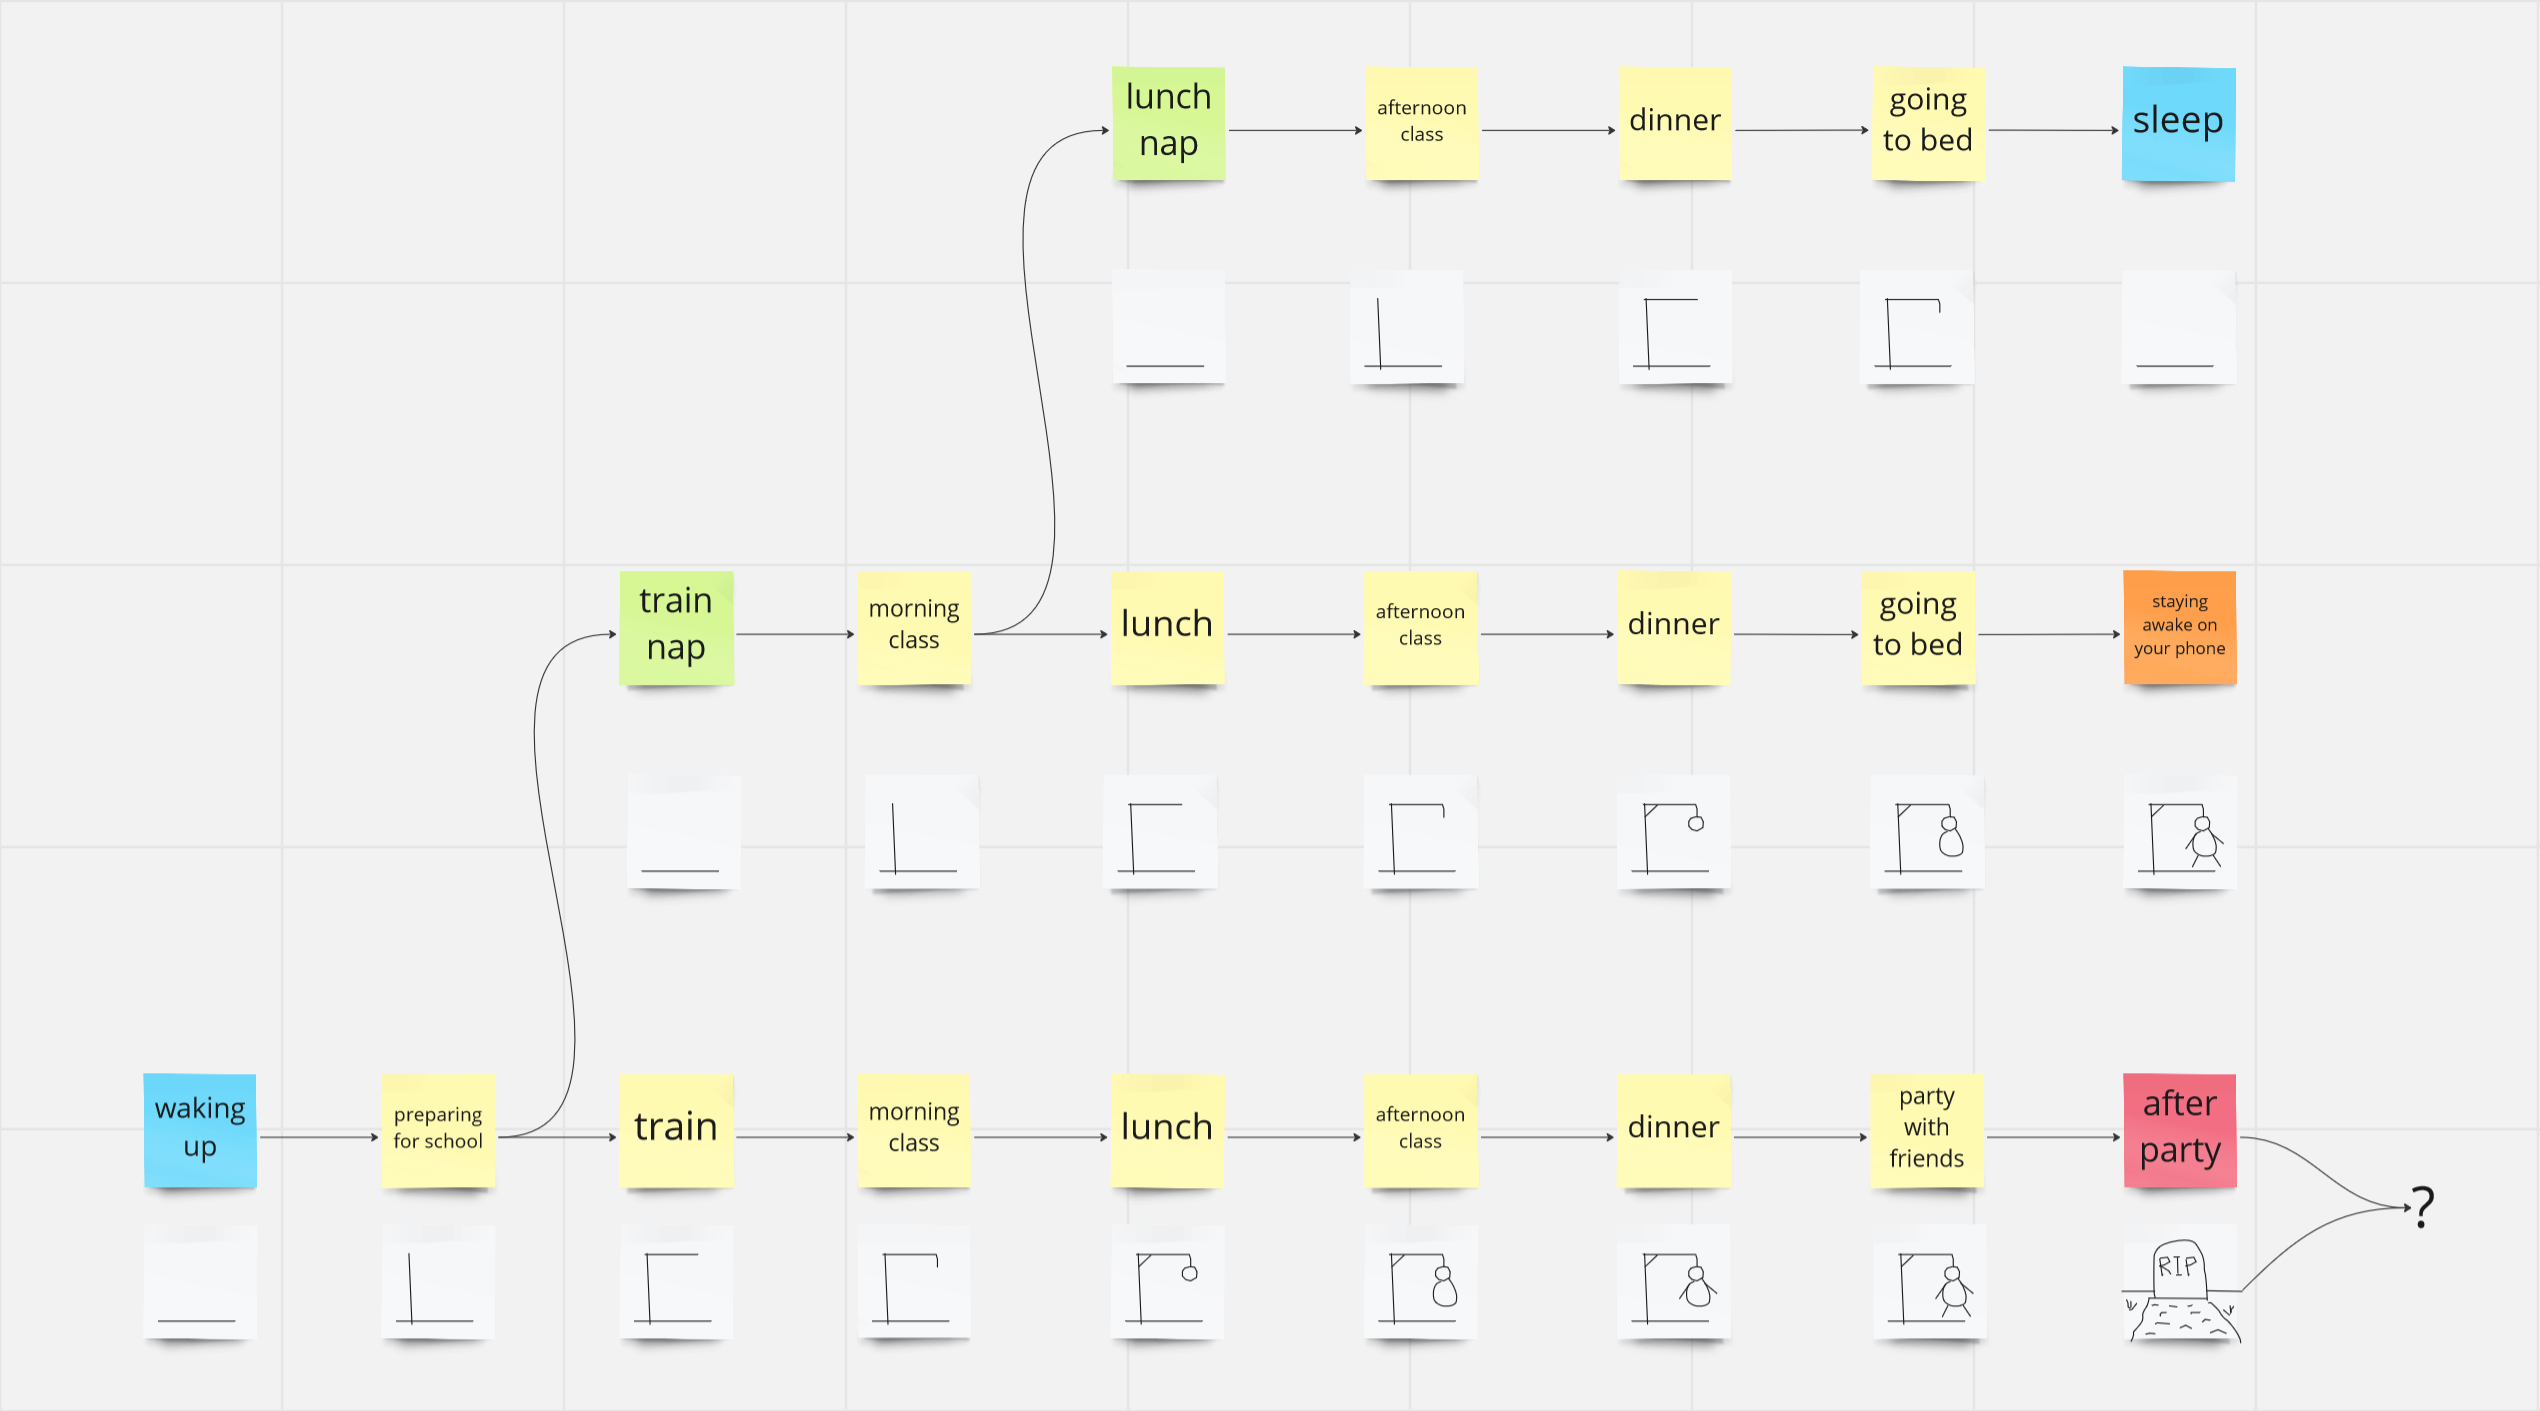 lunch
nap
afternoon
class
dinner
going
to bed
sleep
train
nap
morning
class
lunch
afternoon
class
dinner
going
to bed
staying
awake on
your phone
waking
up
preparing
for school
train
morning
class
lunch
afternoon
class
dinner
party
with
friends
after
party
?
RIP